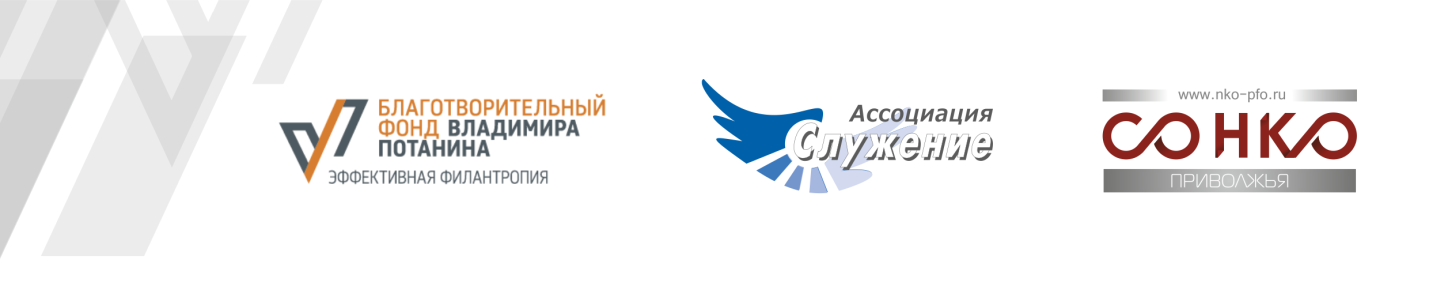 БЛАГОТВОРИТЕЛЬНЫЙ
ФОНД ВЛАДИМИРА
ПОТАНИНА
ЭФФЕКТИВНАЯ ФИЛАНТРОПИЯ
Ассоциация
Служение
www.nko-pfo.ru
СО НКО
ПРИВОЛЖЬЯ